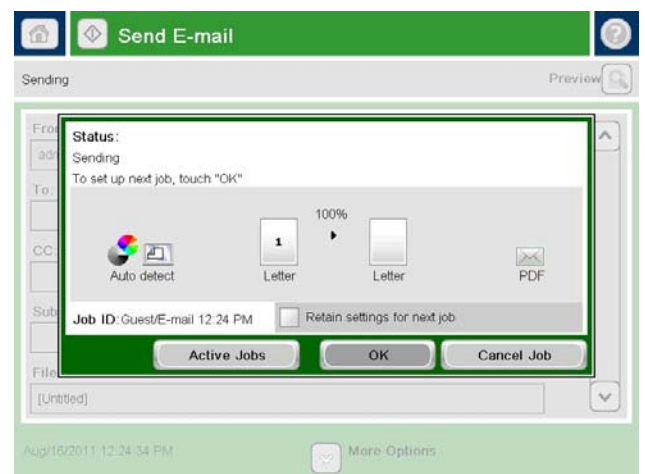 Send E-mail
Sending
Preview
Status:
Sending
To set up next job, touch "OK"
To:
CC:
100%
1
Auto detect
Letter
Letter
PDF
Job ID:Guest/E-mail 12:24 PM
Retain settings for next job
Active Jobs
OK
Cancel Job
[Untitled]
Aug/16/2011 12:24:34 PM
More Options